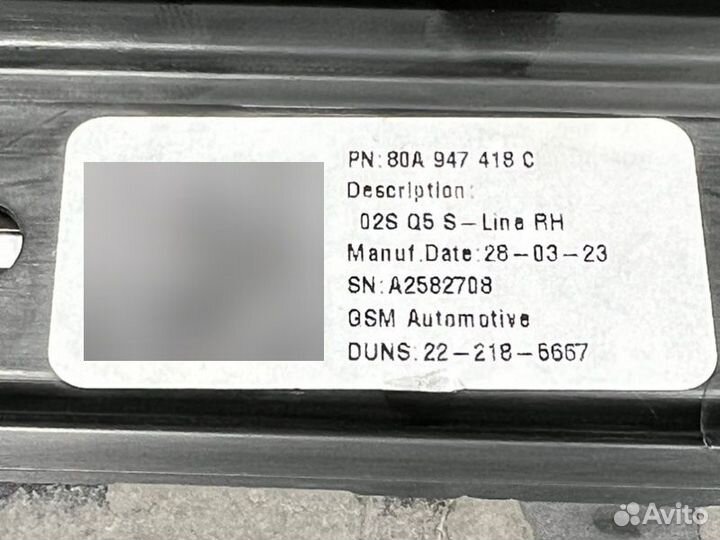 PN:80A 947 418 C
Description:
02S Q5 S-Line RH
Manuf.Date:28-03-23
SN:A2582708
GSM Automotive
DUNS:22-218-6667
Avito